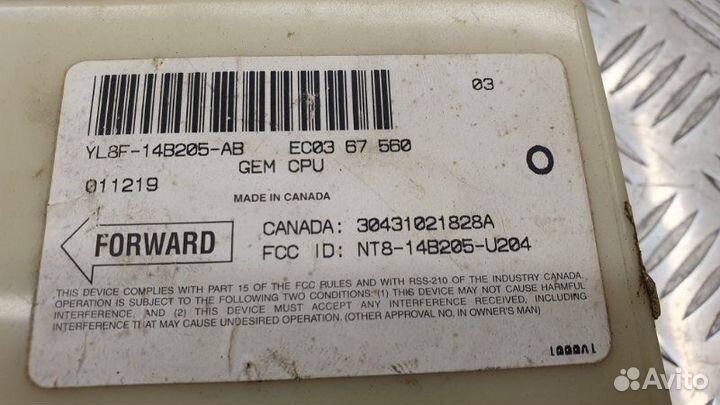 03
YL8F-14B205-AB EC03 67 560
GEM CPU
011219
MADE IN CANADA
FORWARD
CANADA: 30431021828A
FCC ID: NT8-14B205-U204
THIS DEVICE COMPLIES WITH PART 15 OF THE FCC RULES AND WITH RSS-210 OF THE INDUSTRY CANADA.
OPERATION IS SUBJECT TO THE FOLLOWING TWO CONDITIONS (1) THIS DEVICE MAY NOT CAUSE HARMFUL
INTERFERENCE, AND (2) THIS DEVICE MUST ACCEPT ANY INTERFERENCE RECEIVED, INCLUDING
INTERFERENCE THAT MAY CAUSE UNDESIRED OPERATION. (OTHER APPROVAL NO. IN OWNER'S MAN)
Avito